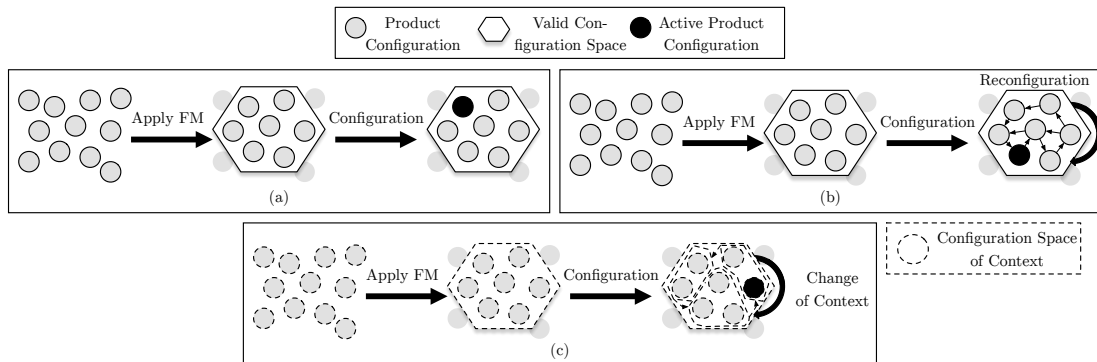 Product
Configuration
Valid Con-
figuration Space
Active Product
Configuration
Apply FM
Configuration
(a)
Apply FM
Configuration
Reconfiguration
(b)
Apply FM
Configuration
Change
of Context
(c)
Configuration Space
of Context